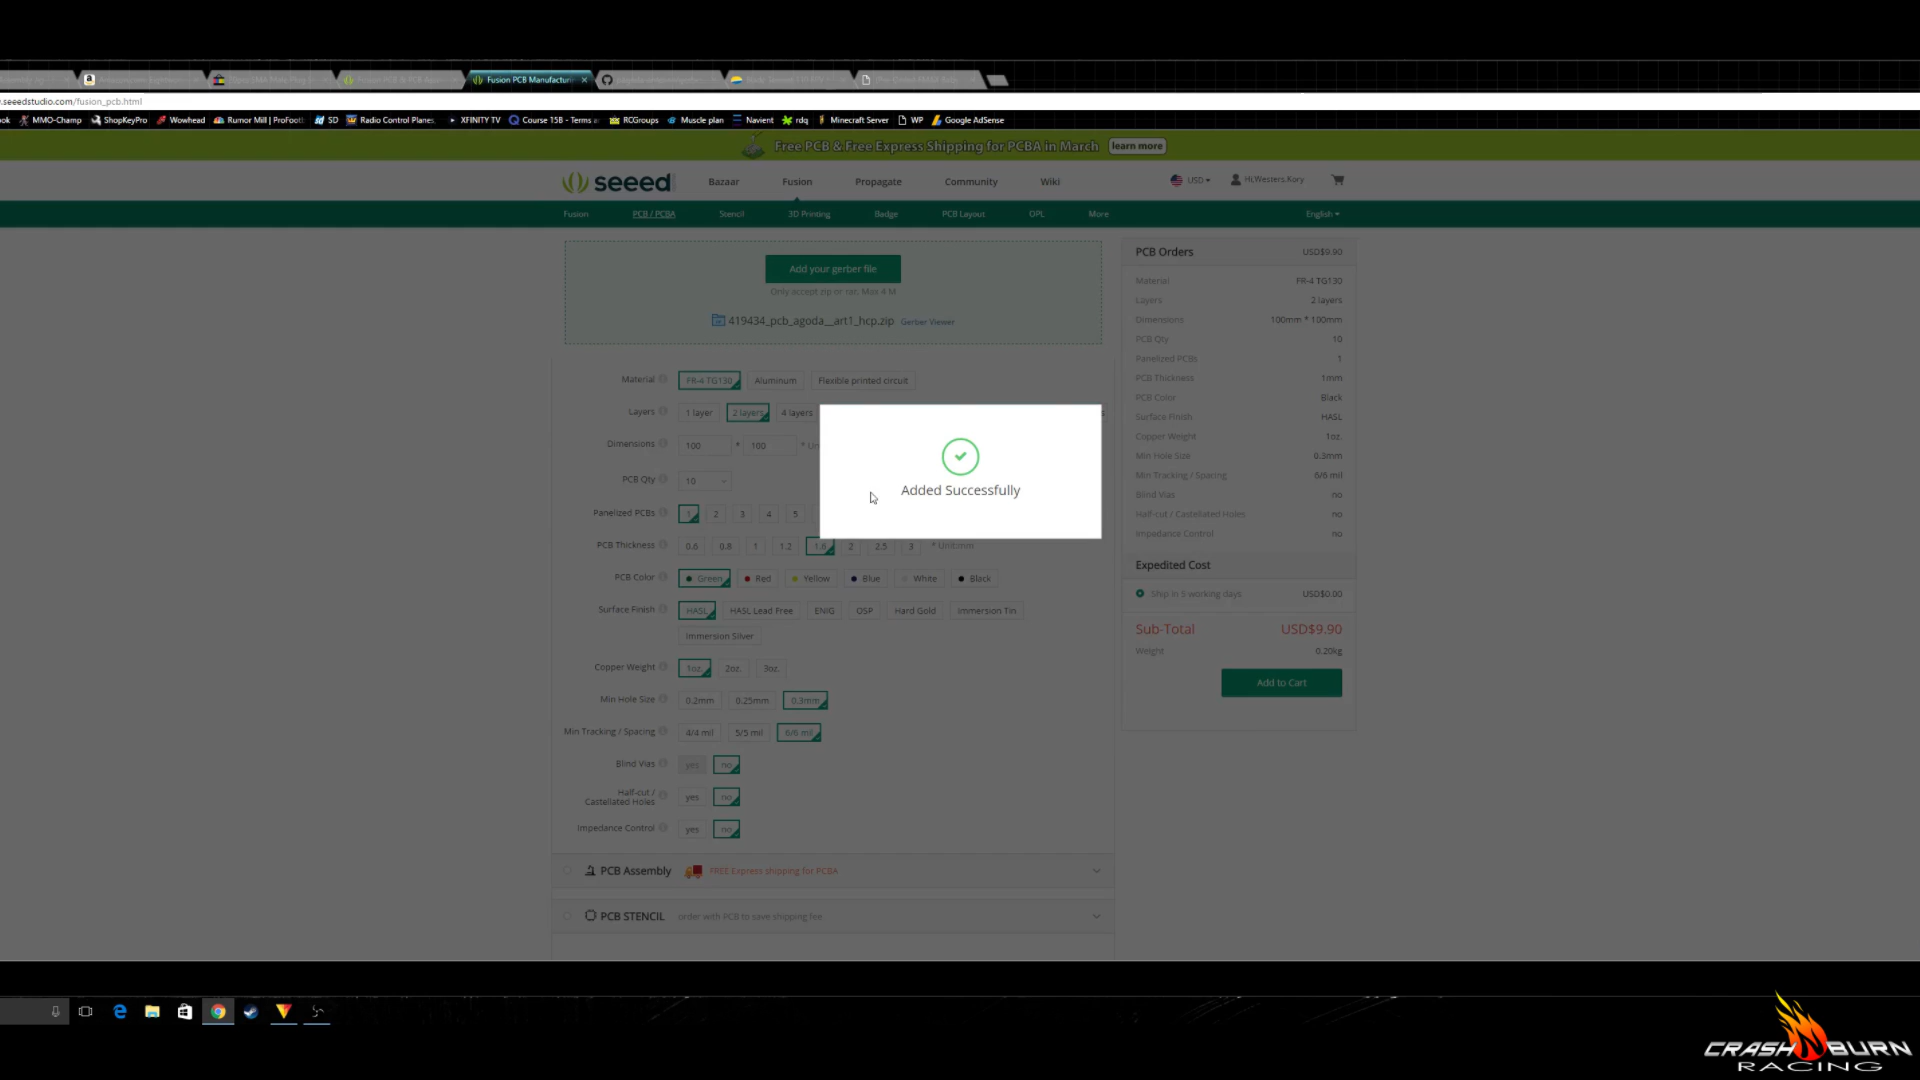 Fusion PCB Manufactur
.seeedstudio.com/fusion_pcb.html
ok MMO-Champ ShopKeyPro Wowhead Rumor Mill | ProFoot SD Radio Control Planes, XFINITY TV Course 15B - Terms a RCGroups Muscle plan Navient rdq Minecraft Server WP Google AdSense
Free PCB & Free Express Shipping for PCBA in March learn more
seeed Bazaar Fusion Propagate Community Wiki USD Hi,Westers.Kory
Fusion PCB / PCBA Stencil 3D Printing Badge PCB Layout OPL More English
Add your gerber file
Only accept zip or rar. Max 4 M
419434_pcb_agoda__art1_hcp.zip Gerber Viewer
Material FR-4 TG130 Aluminum Flexible printed circuit
Layers 1 layer 2 layers 4 layers s
Dimensions 100 * 100 * Un
PCB Qty 10
Panelized PCBs 1 2 3 4 5
PCB Thickness 0.6 0.8 1 1.2 1.6 2 2.5 3 * Unit:mm
PCB Color Green Red Yellow Blue White Black
Surface Finish HASL HASL Lead Free ENIG OSP Hard Gold Immersion Tin
Immersion Silver
Copper Weight 1oz. 2oz. 3oz.
Min Hole Size 0.2mm 0.25mm 0.3mm
Min Tracking / Spacing 4/4 mil 5/5 mil 6/6 mil
Blind Vias yes no
Half-cut /
Castellated Holes yes no
Impedance Control yes no
PCB Assembly FREE Express shipping for PCBA
PCB STENCIL order with PCB to save shipping fee
Added Successfully
PCB Orders USD$9.90
Material FR-4 TG130
Layers 2 layers
Dimensions 100mm * 100mm
PCB Qty 10
Panelized PCBs 1
PCB Thickness 1mm
PCB Color Black
Surface Finish HASL
Copper Weight 1oz.
Min Hole Size 0.3mm
Min Tracking / Spacing 6/6 mil
Blind Vias no
Half-cut / Castellated Holes no
Impedance Control no
Expedited Cost
Ship in 5 working days USD$0.00
Sub-Total USD$9.90
Weight 0.20kg
Add to Cart
CRASH N BURN
RACING